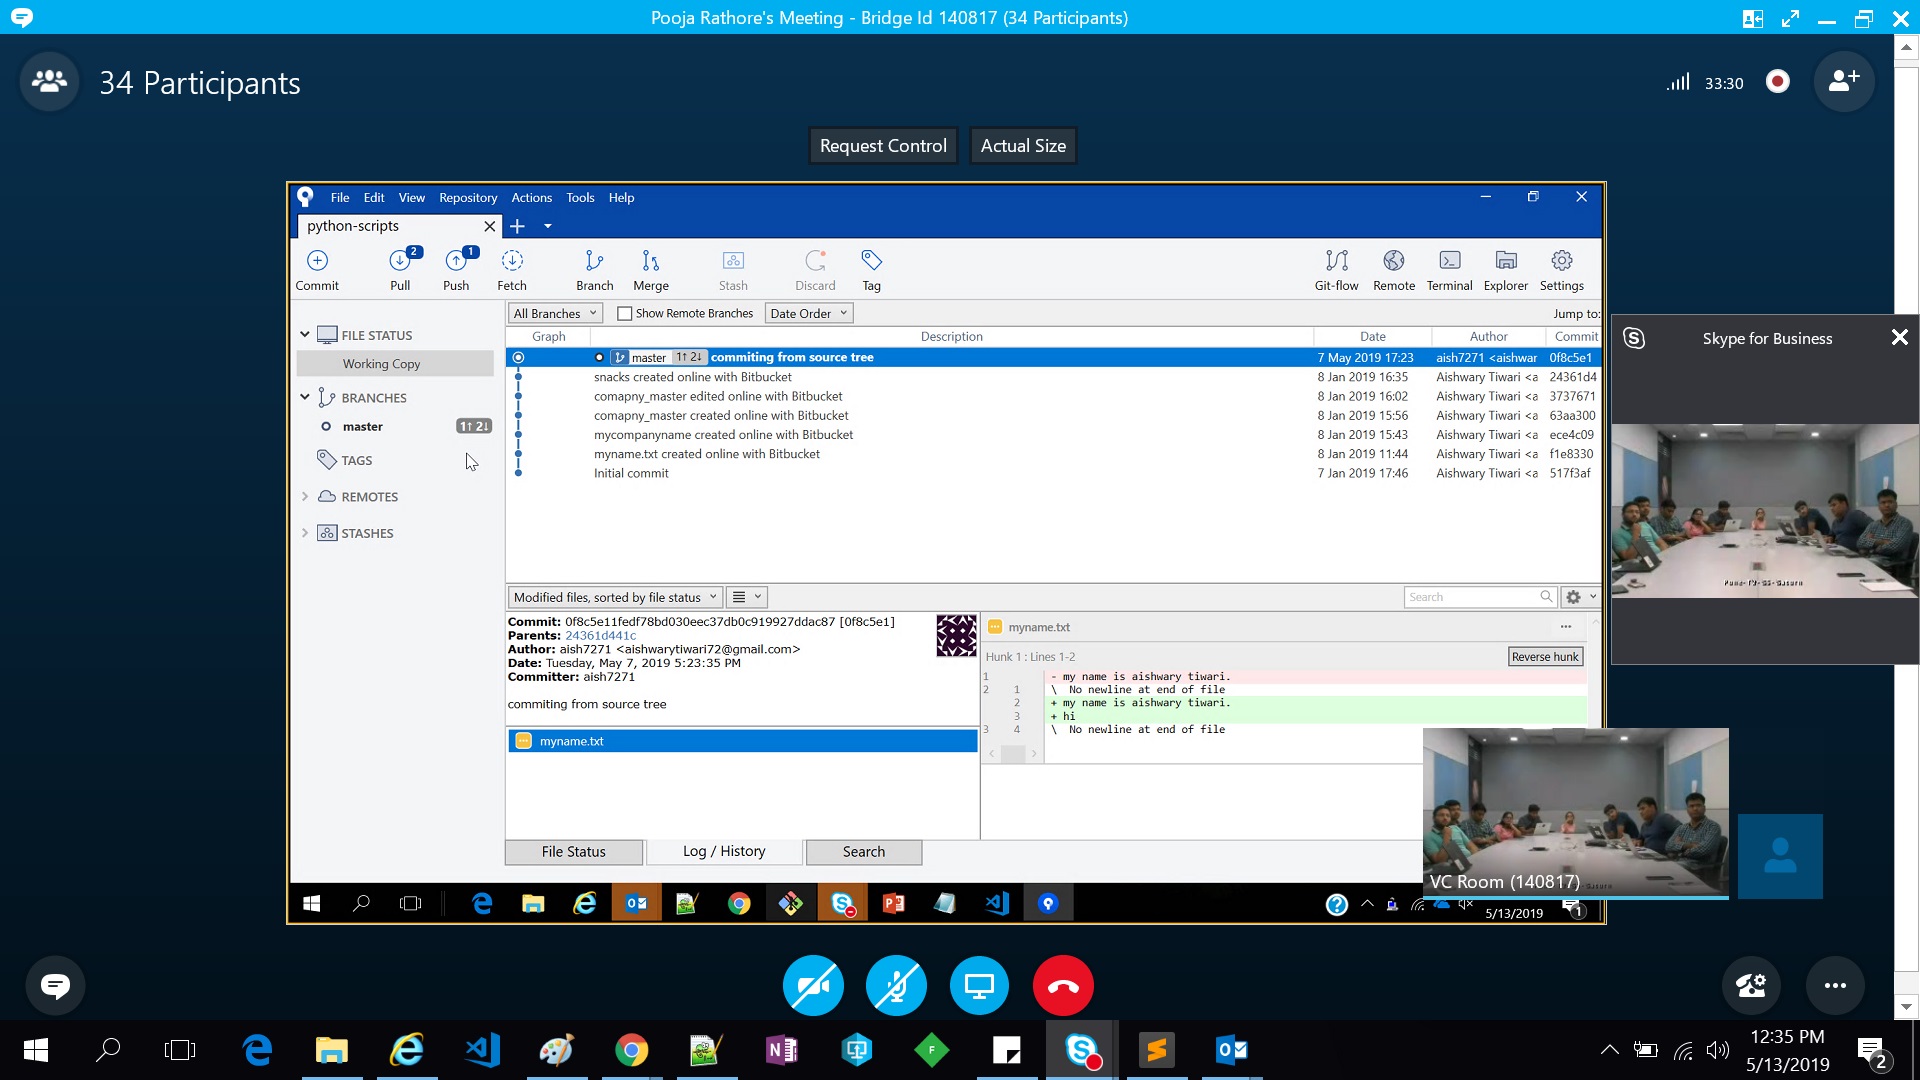 Pooja Rathore's Meeting - Bridge Id 140817 (34 Participants)
34 Participants
33:30
Request Control
Actual Size
File Edit View Repository Actions Tools Help
python-scripts
2
1
Commit Pull Push Fetch Branch Merge Stash Discard Tag Git-flow Remote Terminal Explorer Settings
FILE STATUS
Working Copy
BRANCHES
master 1↑ 2↓
TAGS
REMOTES
STASHES
All Branches Show Remote Branches Date Order Jump to:
Graph Description Date Author Commit
master 1↑ 2↓ commiting from source tree 7 May 2019 17:23 aish7271 <aishwar 0f8c5e1
snacks created online with Bitbucket 8 Jan 2019 16:35 Aishwary Tiwari <a 24361d4
comapny_master edited online with Bitbucket 8 Jan 2019 16:02 Aishwary Tiwari <a 3737671
comapny_master created online with Bitbucket 8 Jan 2019 15:56 Aishwary Tiwari <a 63aa300
mycompanyname created online with Bitbucket 8 Jan 2019 15:43 Aishwary Tiwari <a ece4c09
myname.txt created online with Bitbucket 8 Jan 2019 11:44 Aishwary Tiwari <a f1e8330
Initial commit 7 Jan 2019 17:46 Aishwary Tiwari <a 517f3af
Modified files, sorted by file status
Search
Commit: 0f8c5e11fedf78bd030eec37db0c919927ddac87 [0f8c5e1]
Parents: 24361d441c
Author: aish7271 <aishwarytiwari72@gmail.com>
Date: Tuesday, May 7, 2019 5:23:35 PM
Committer: aish7271
commiting from source tree
myname.txt
myname.txt
Hunk 1 : Lines 1-2
Reverse hunk
1 - my name is aishwary tiwari.
2 1 \ No newline at end of file
2 + my name is aishwary tiwari.
3 + hi
3 4 \ No newline at end of file
File Status
Log / History
Search
5/13/2019
1
Skype for Business
VC Room (140817)
12:35 PM
5/13/2019
2